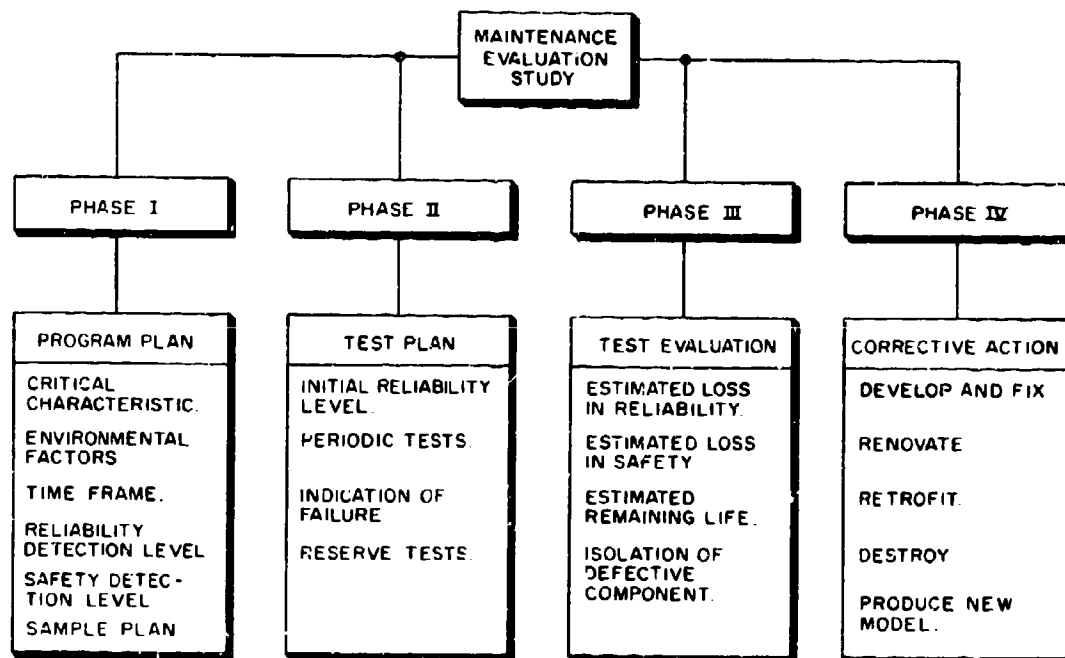 MAINTENANCE
EVALUATION
STUDY
PHASE I
PHASE II
PHASE III
PHASE IV
PROGRAM PLAN
CRITICAL
CHARACTERISTIC.
ENVIRONMENTAL
FACTORS
TIME FRAME.
RELIABILITY
DETECTION LEVEL
SAFETY DETEC-
TION LEVEL
SAMPLE PLAN
TEST PLAN
INITIAL RELIABILITY
LEVEL.
PERIODIC TESTS.
INDICATION OF
FAILURE
RESERVE TESTS.
TEST EVALUATION
ESTIMATED LOSS
IN RELIABILITY.
ESTIMATED LOSS
IN SAFETY
ESTIMATED
REMAINING LIFE.
ISOLATION OF
DEFECTIVE
COMPONENT.
CORRECTIVE ACTION
DEVELOP AND FIX
RENOVATE
RETROFIT.
DESTROY
PRODUCE NEW
MODEL.